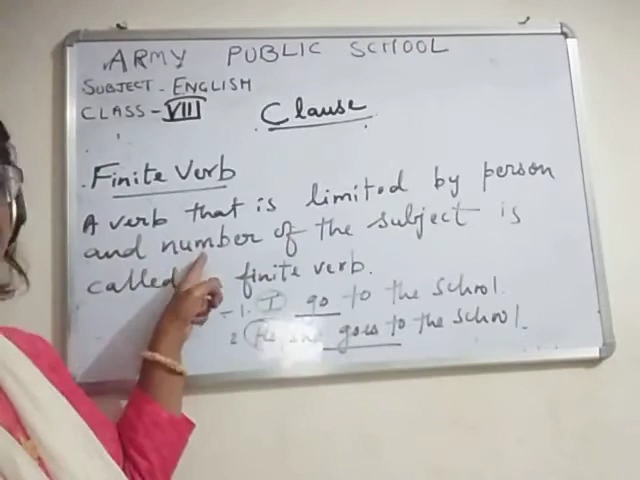 ARMY PUBLIC SCHOOL
SUBJECT - ENGLISH
CLASS - VIII
Clause
Finite Verb
A verb that is limited by person
and number of the subject is
called finite verb.
1. I go to the school.
2 He goes to the school.